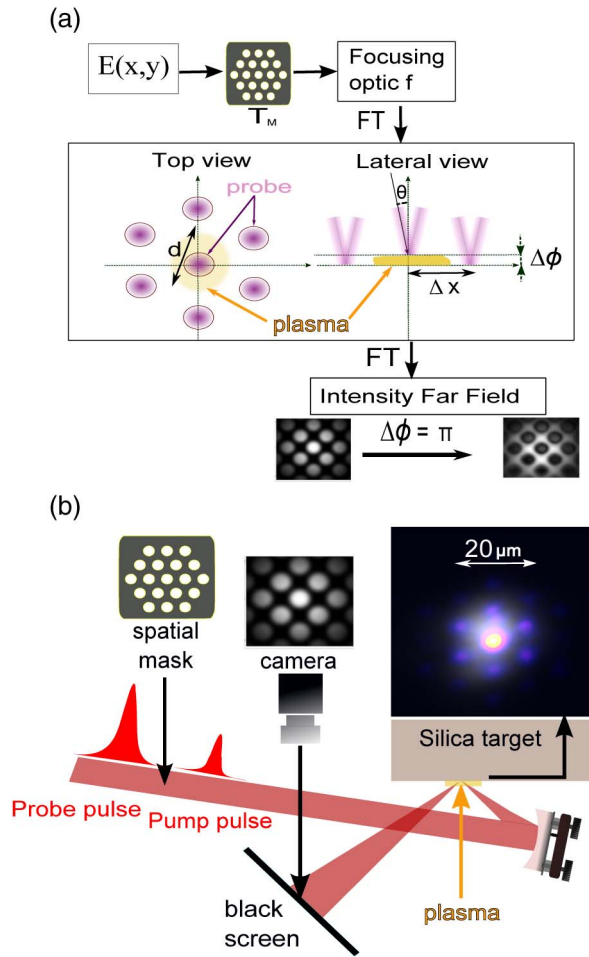 (a)
E(x,y)
T_M
Focusing
optic f
FT
Top view
Lateral view
probe
θ
d
Δϕ
Δ x
plasma
FT
Intensity Far Field
Δϕ = π
(b)
20 µm
spatial
mask
camera
Silica target
Probe pulse
Pump pulse
black
screen
plasma